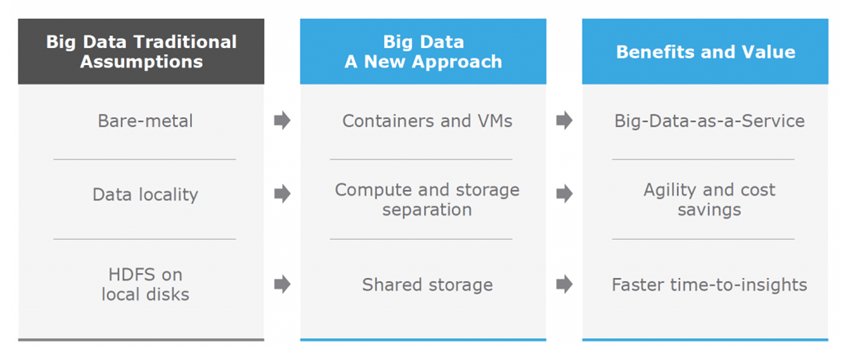 Big Data Traditional
Assumptions
Big Data
A New Approach
Benefits and Value
Bare-metal
Containers and VMs
Big-Data-as-a-Service
Data locality
Compute and storage
separation
Agility and cost
savings
HDFS on
local disks
Shared storage
Faster time-to-insights